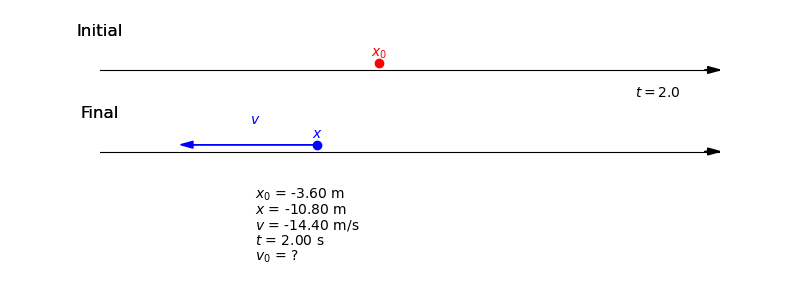 Initial
x₀
t = 2.0
Final
v
x
x₀ = -3.60 m
x = -10.80 m
v = -14.40 m/s
t = 2.00 s
v₀ = ?